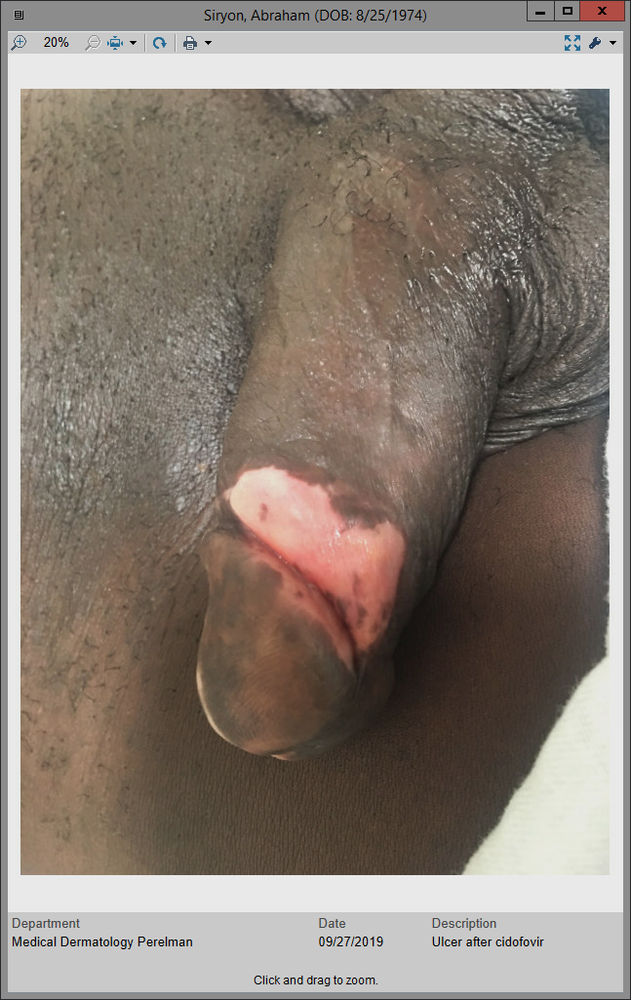 Siryon, Abraham (DOB: 8/25/1974)
20%
Department Date Description
Medical Dermatology Perelman 09/27/2019 Ulcer after cidofovir
Click and drag to zoom.